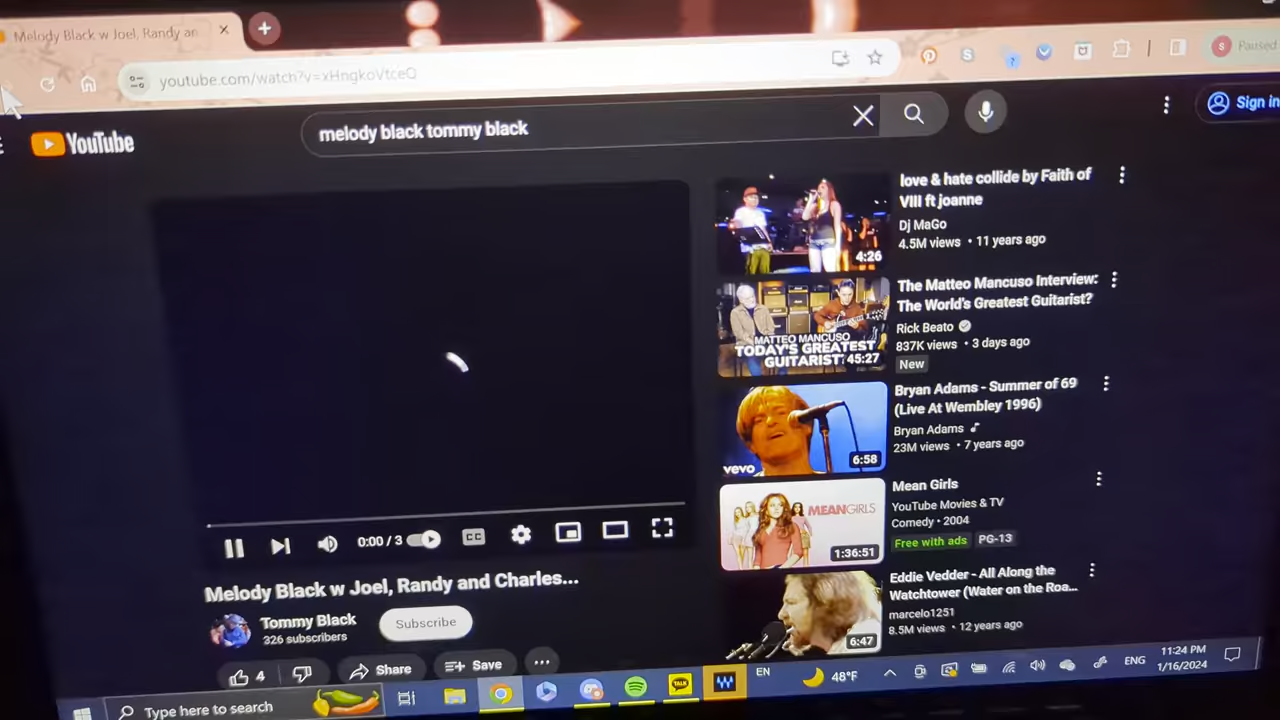 Melody Black w Joel, Randy an
youtube.com/watch?v=xHngkoVtceQ
S
Paused
YouTube
melody black tommy black
Sign in
4:26
love & hate collide by Faith of
VIII ft joanne
Dj MaGo
4.5M views • 11 years ago
MATTEO MANCUSO
TODAY'S GREATEST
GUITARIST
45:27
The Matteo Mancuso Interview:
The World's Greatest Guitarist?
Rick Beato
837K views • 3 days ago
New
vevo
6:58
Bryan Adams - Summer of 69
(Live At Wembley 1996)
Bryan Adams
23M views • 7 years ago
MEAN GIRLS
1:36:51
Mean Girls
YouTube Movies & TV
Comedy • 2004
Free with ads PG-13
6:47
Eddie Vedder - All Along the
Watchtower (Water on the Roa...
marcelo1251
8.5M views • 12 years ago
0:00 / 3
CC
Melody Black w Joel, Randy and Charles...
Tommy Black
326 subscribers
Subscribe
4
Share
Save
Type here to search
TALK
EN
48°F
ENG
11:24 PM
1/16/2024